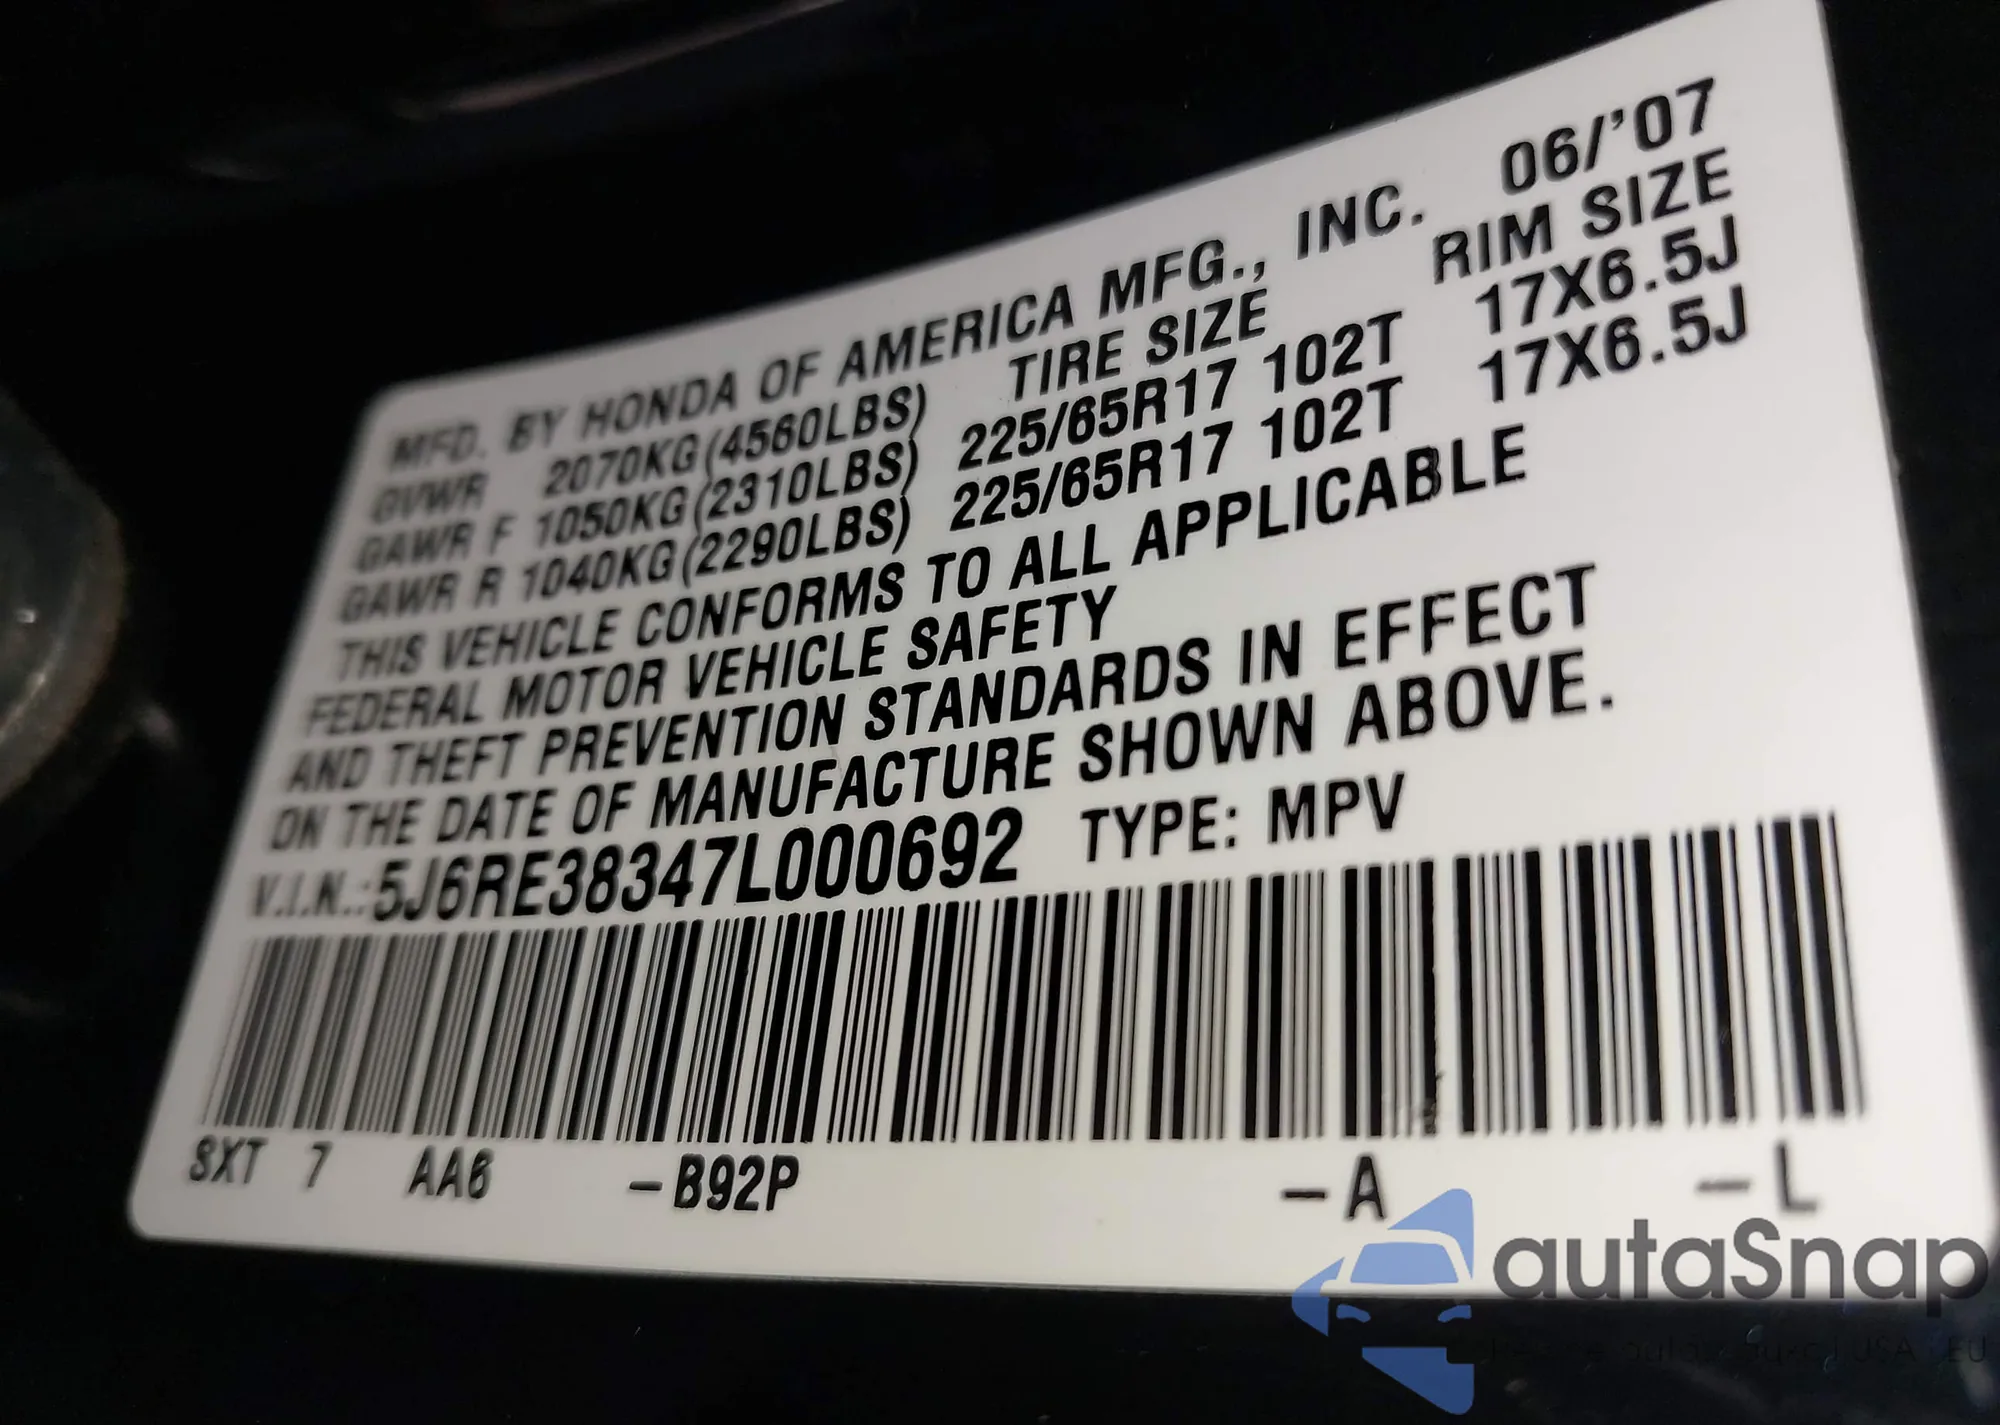 MFD. BY HONDA OF AMERICA MFG., INC. 06/'07
GVWR 2070KG(4560LBS) TIRE SIZE RIM SIZE
GAWR F 1050KG(2310LBS) 225/65R17 102T 17X6.5J
GAWR R 1040KG(2290LBS) 225/65R17 102T 17X6.5J
THIS VEHICLE CONFORMS TO ALL APPLICABLE
FEDERAL MOTOR VEHICLE SAFETY
AND THEFT PREVENTION STANDARDS IN EFFECT
ON THE DATE OF MANUFACTURE SHOWN ABOVE.
V.I.N.:5J6RE38347L000692 TYPE: MPV
SXT 7 AA6 -B92P -A -L
autaSnap
USA EU